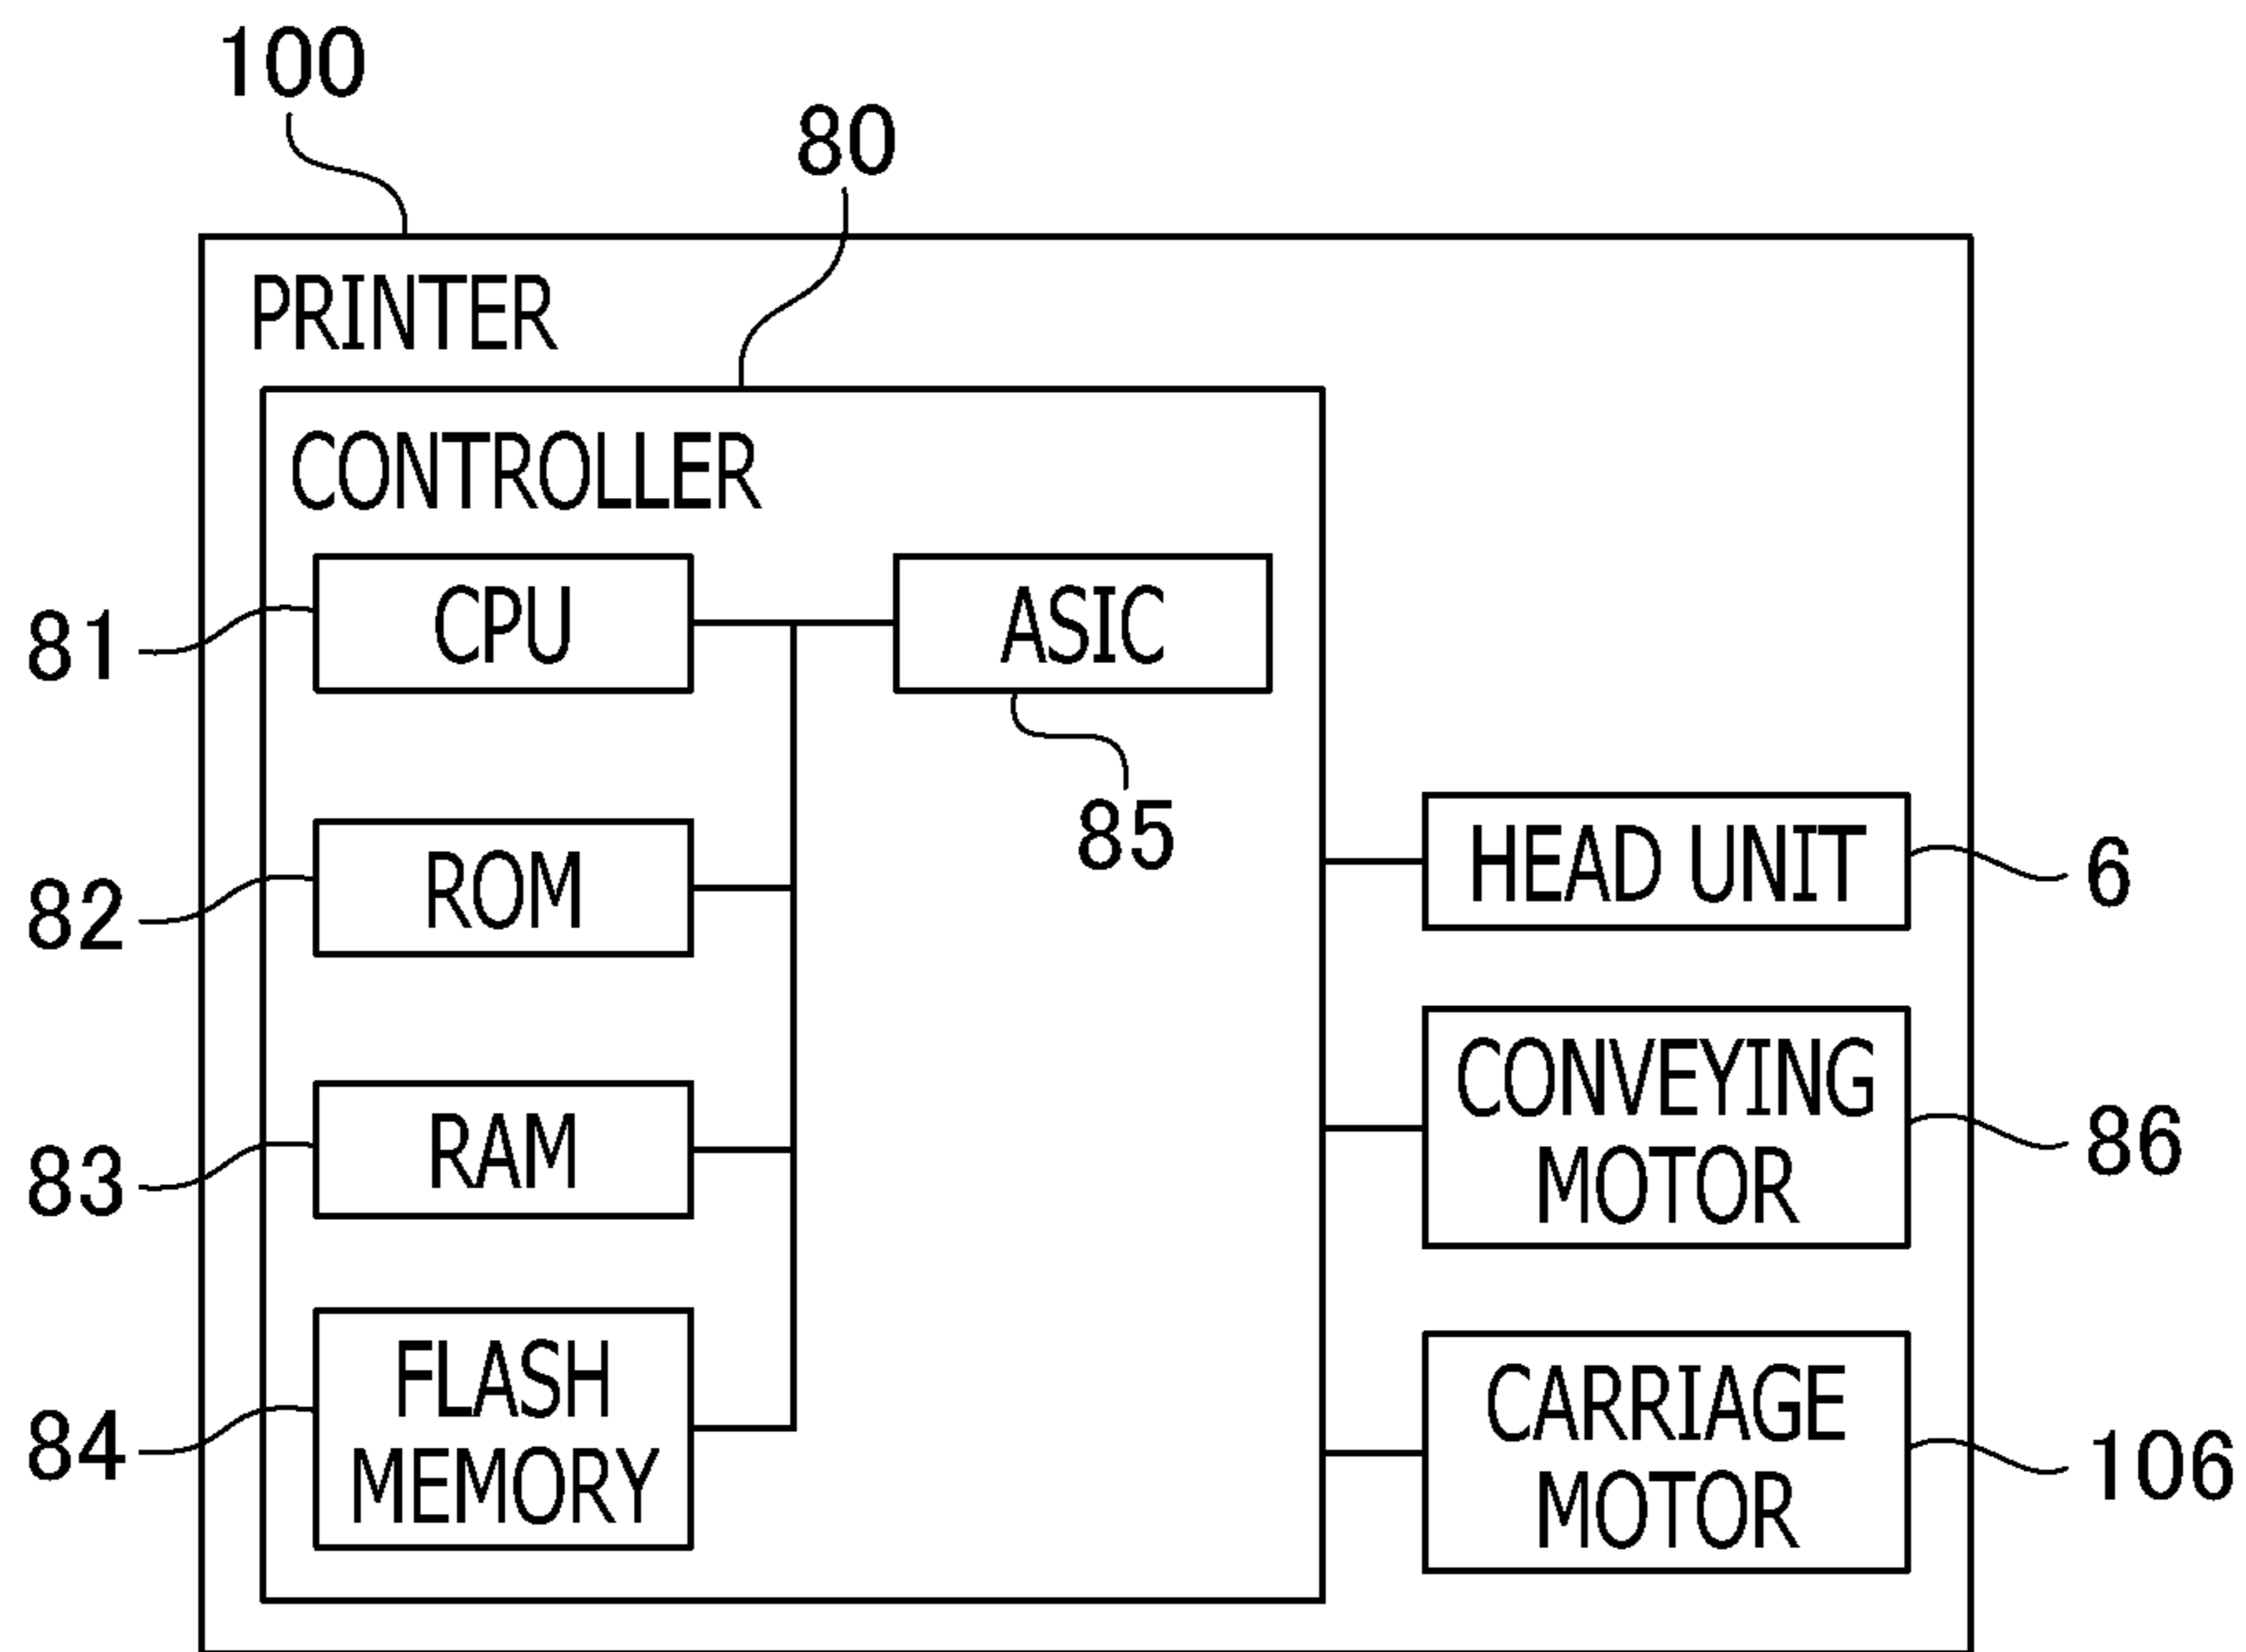 100
80
PRINTER
CONTROLLER
81
CPU
ASIC
85
82
ROM
HEAD UNIT
6
83
RAM
CONVEYING
MOTOR
86
84
FLASH
MEMORY
CARRIAGE
MOTOR
106